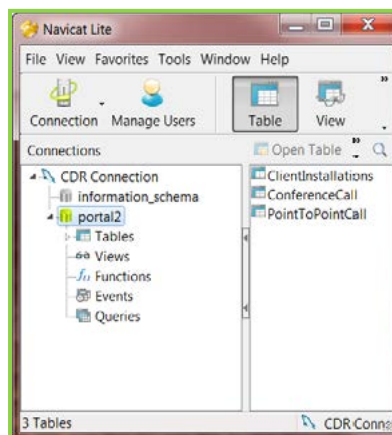 Navicat Lite
File View Favorites Tools Window Help
Connection Manage Users Table View
Connections
Open Table
CDR Connection
information_schema
portal2
Tables
Views
Functions
Events
Queries
ClientInstallations
ConferenceCall
PointToPointCall
3 Tables
CDR Conne